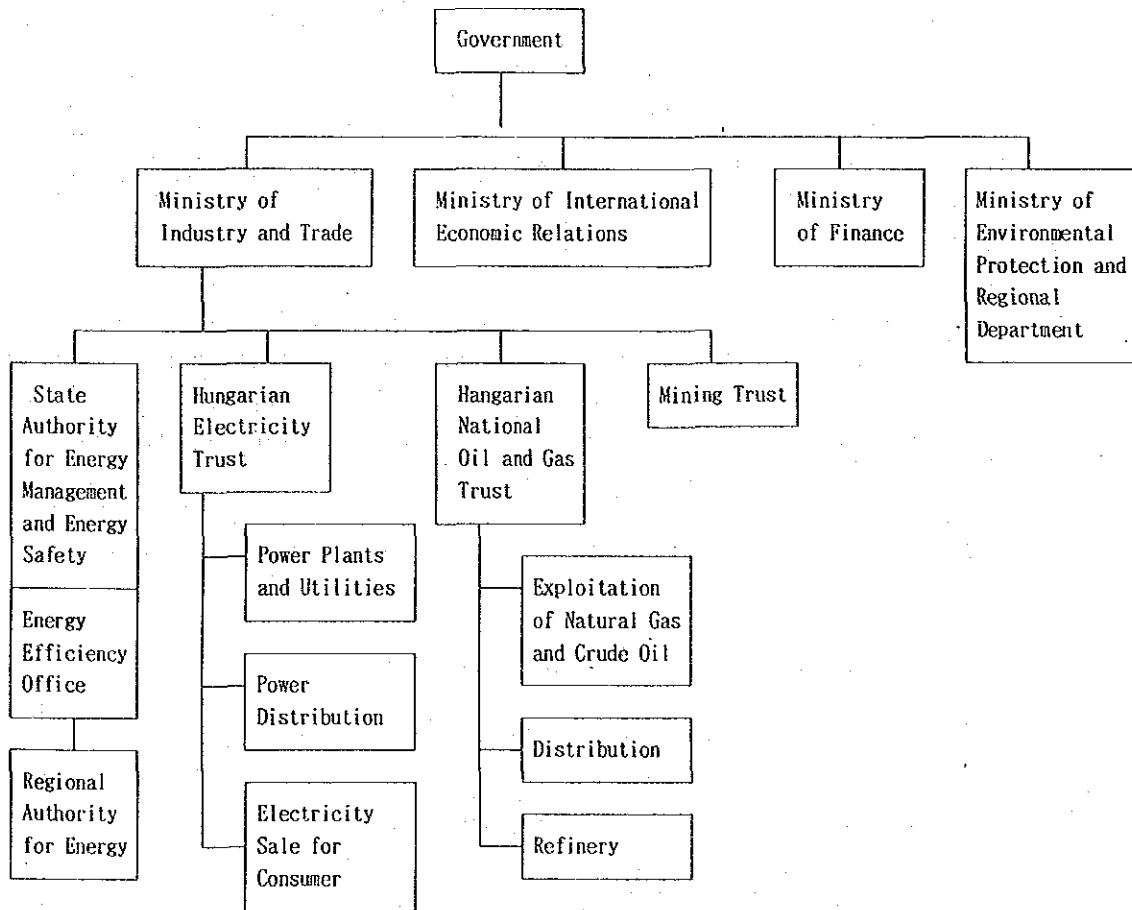 Government
Ministry of
Industry and Trade
Ministry of International
Economic Relations
Ministry
of Finance
Ministry of
Environmental
Protection and
Regional
Department
State
Authority
for Energy
Management
and Energy
Safety
Energy
Efficiency
Office
Regional
Authority
for Energy
Hungarian
Electricity
Trust
Power Plants
and Utilities
Power
Distribution
Electricity
Sale for
Consumer
Hangarian
National
Oil and Gas
Trust
Exploitation
of Natural Gas
and Crude Oil
Distribution
Refinery
Mining Trust